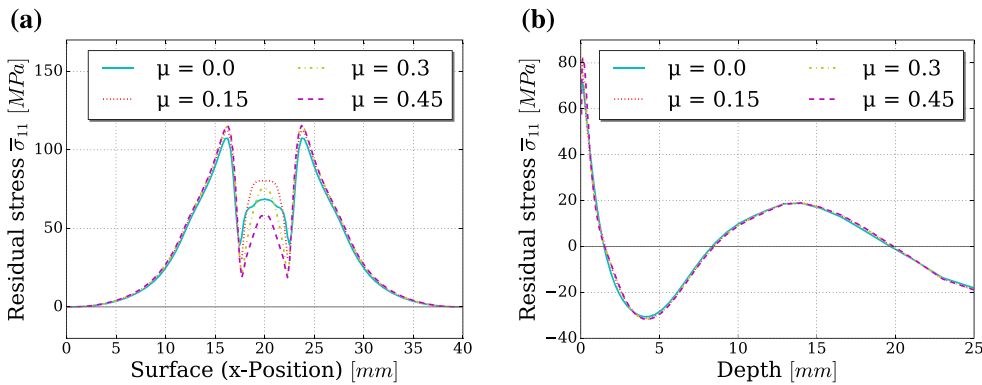 (a)
Residual stress σ̅₁₁ [MPa]
150
100
50
0
μ = 0.0
μ = 0.15
μ = 0.3
μ = 0.45
0 5 10 15 20 25 30 35 40
Surface (x-Position) [mm]
(b)
Residual stress σ̅₁₁ [MPa]
80
60
40
20
0
−20
−40
μ = 0.0
μ = 0.15
μ = 0.3
μ = 0.45
0 5 10 15 20 25
Depth [mm]